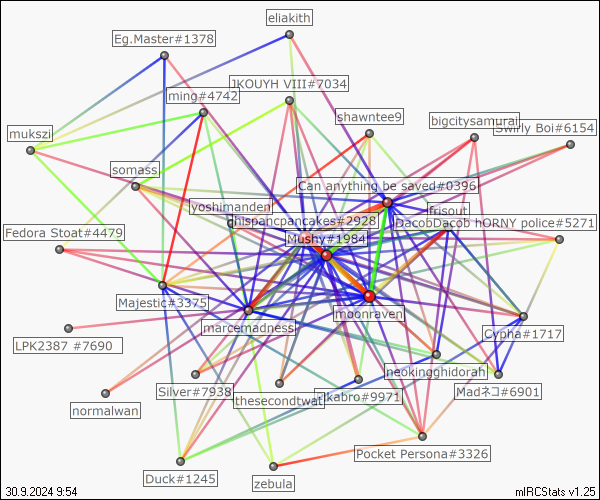 eliakith
Eg.Master#1378
JKOUYH VIII#7034
ming#4742
shawntee9
bigcitysamurai
Swirly Boi#6154
mukszi
somass
Can anything be saved#0396
yoshimanden
hispancpancakes#2928
frisout
DacobDacob hORNY police#5271
Fedora Stoat#4479
Mushy#1984
Majestic#3375
moonraven
marcemadness
Cypha#1717
LPK2387 #7690
neokingghidorah
Silver#7938
thesecondtwat
#9971
Madネコ#6901
normalwan
Pocket Persona#3326
Duck#1245
zebula
30.9.2024 9:54
mIRCStats v1.25